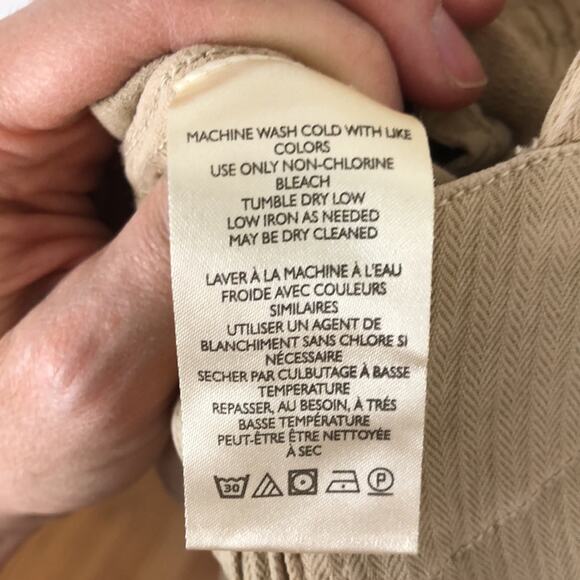 MACHINE WASH COLD WITH LIKE
COLORS
USE ONLY NON-CHLORINE
BLEACH
TUMBLE DRY LOW
LOW IRON AS NEEDED
MAY BE DRY CLEANED
LAVER À LA MACHINE À L'EAU
FROIDE AVEC COULEURS
SIMILAIRES
UTILISER UN AGENT DE
BLANCHIMENT SANS CHLORE SI
NÉCESSAIRE
SECHER PAR CULBUTAGE À BASSE
TEMPERATURE
REPASSER, AU BESOIN, À TRÉS
BASSE TEMPÉRATURE
PEUT-ÊTRE ÊTRE NETTOYÉE
À SEC
30 P